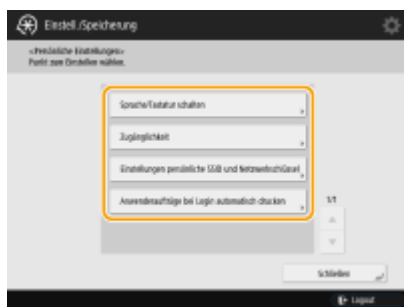 Einstell./Speicherung
<Persönliche Einstellungen>
Punkt zum Einstellen wählen.
Sprache/Tastatur schalten
Zugänglichkeit
Einstellungen persönliche SSID und Netzwerkschlüssel
Anwenderaufträge bei Login automatisch drucken
1/1
Schließen
Logout